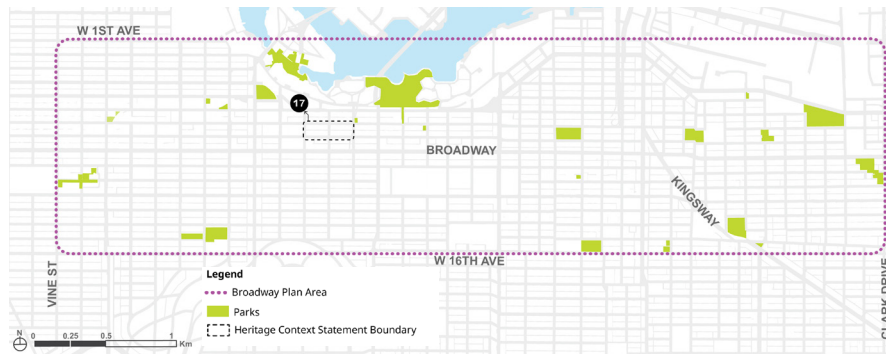 W 1ST AVE
17
BROADWAY
KINGSWAY
W 16TH AVE
VINE ST
CLARK DRIVE
Legend
Broadway Plan Area
Parks
Heritage Context Statement Boundary
N
0 0.25 0.5 1
Km